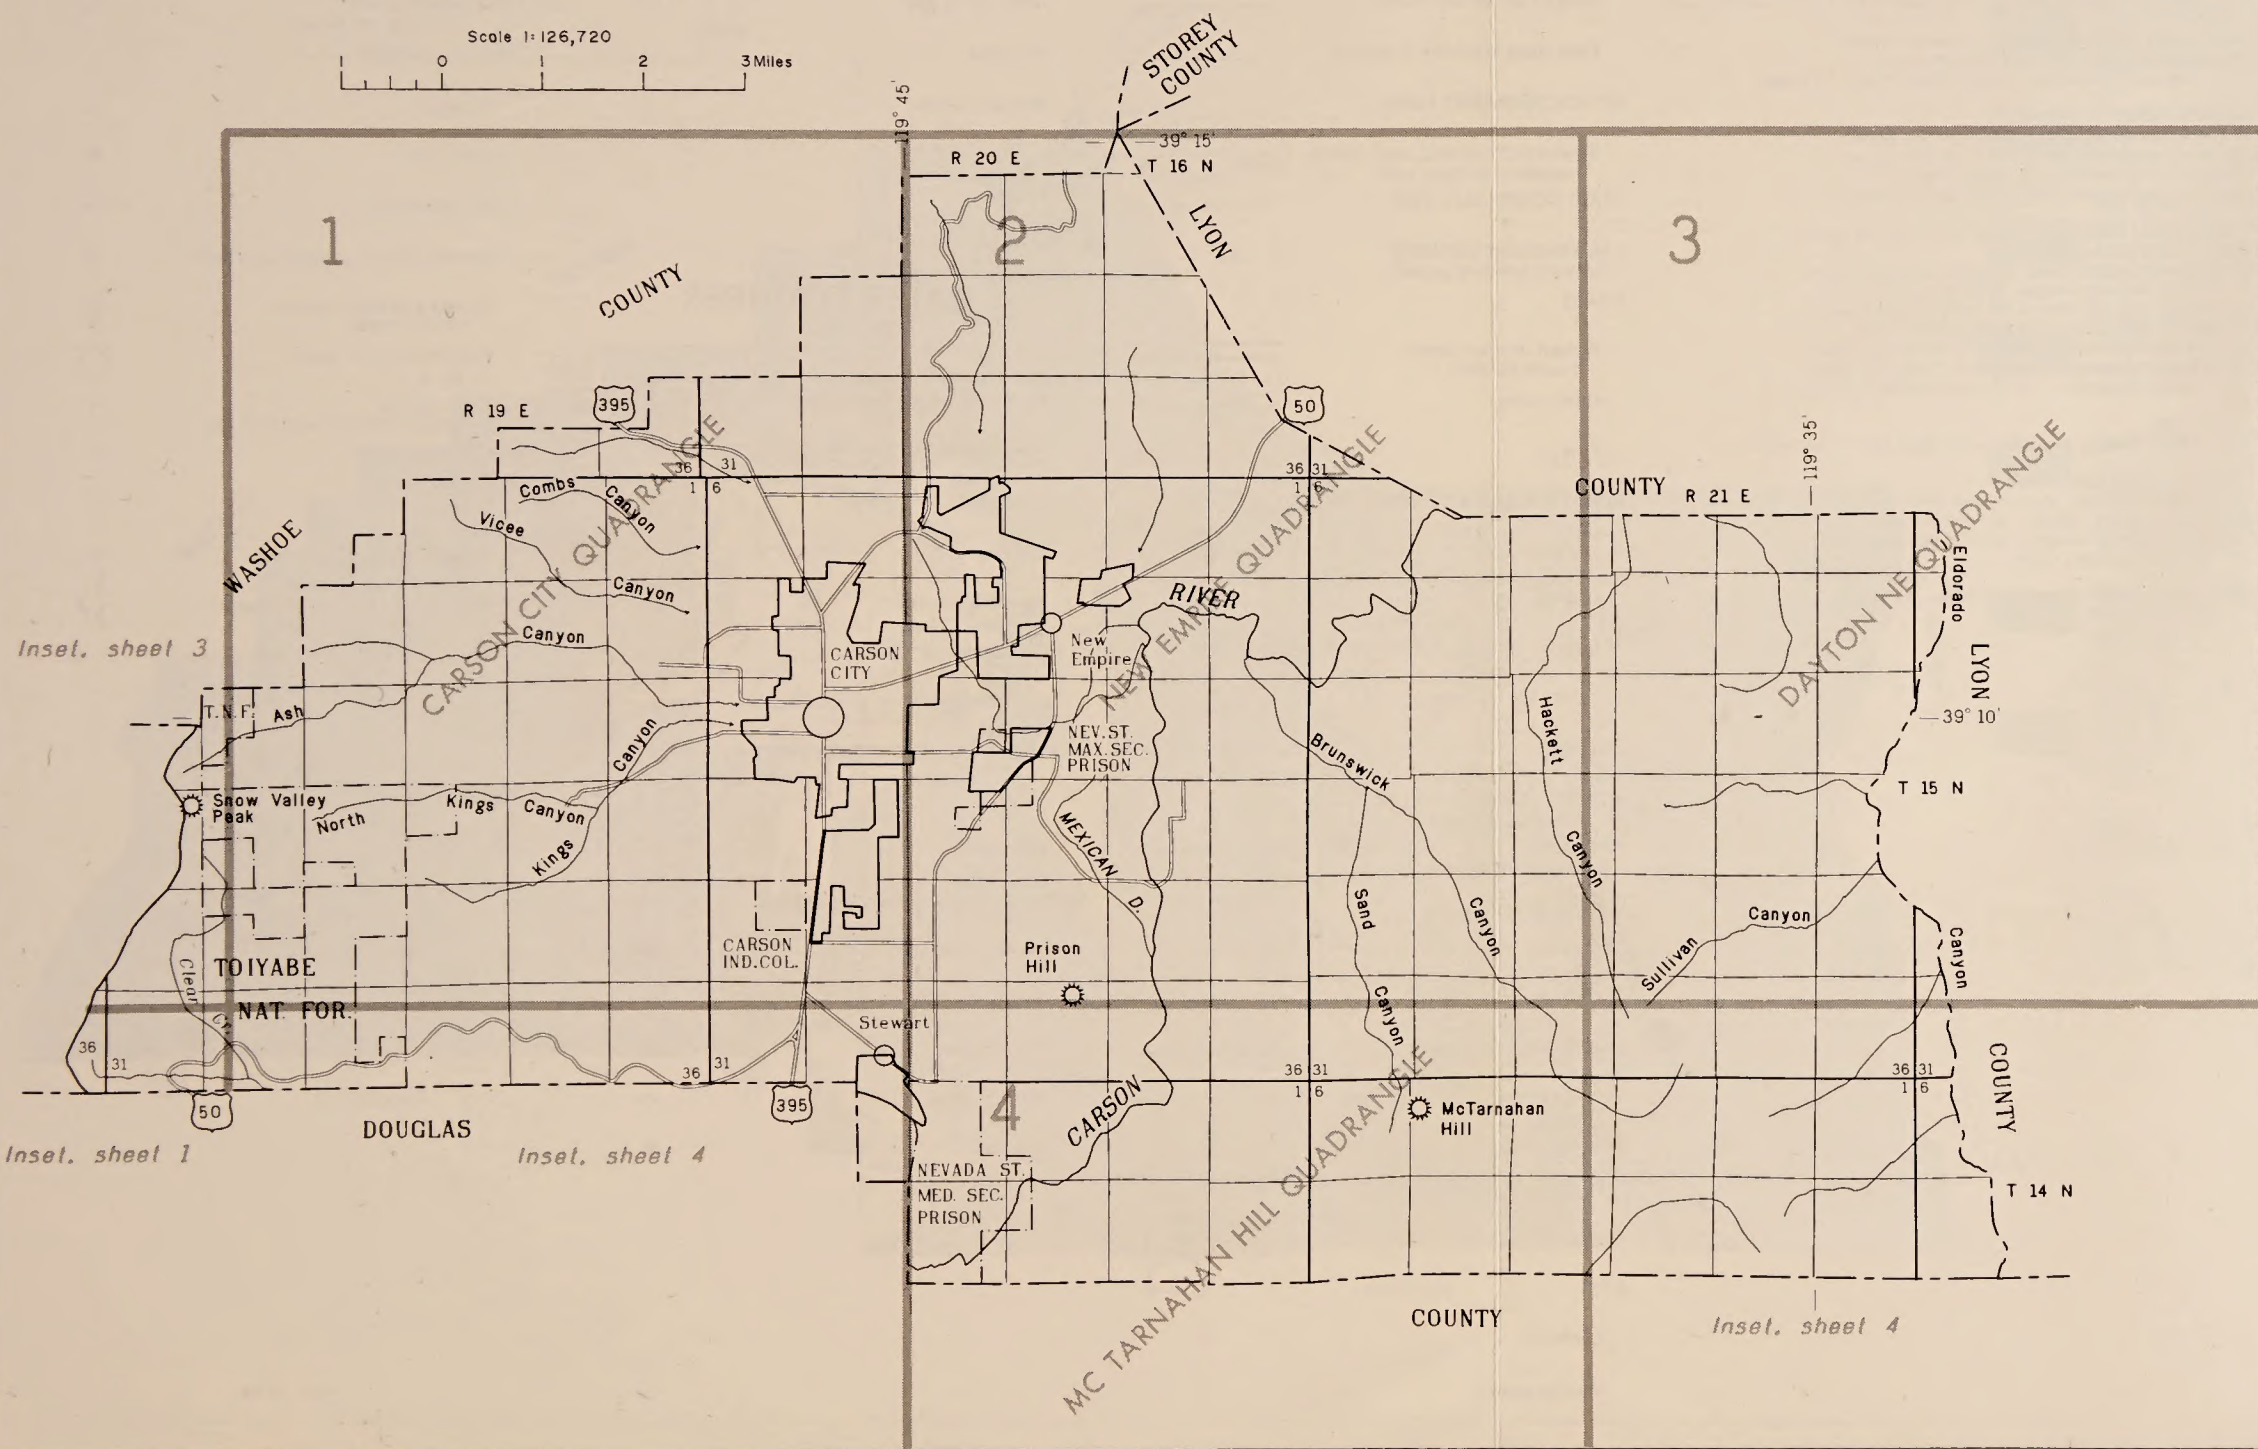 Scale 1:126,720
1 0 1 2 3 Miles
STOREY
COUNTY
119° 45'
39° 15'
R 20 E
T 16 N
1
2
3
LYON
COUNTY
R 19 E
395
50
36 31
1 6
36 31
1 6
119° 35'
COUNTY
R 21 E
Combs
Canyon
Vicee
Canyon
WASHOE
CARSON CITY QUADRANGLE
NEW EMPIRE QUADRANGLE
DAYTON NE QUADRANGLE
Eldorado
RIVER
Inset, sheet 3
Canyon
CARSON
CITY
New
Empire
LYON
T.N.F.
Ash
39° 10'
Canyon
NEV. ST.
MAX. SEC.
PRISON
Hackett
Brunswick
T 15 N
Snow Valley
Peak
North
Kings
Canyon
Kings
MEXICAN
D.
Canyon
Sand
Canyon
Canyon
Sullivan
Canyon
CARSON
IND. COL.
Prison
Hill
Clear
Cr.
TOIYABE
NAT. FOR.
Canyon
Stewart
36
31
36 31
36 31
1 6
36 31
1 6
COUNTY
50
395
4
CARSON
McTarnahan
Hill
DOUGLAS
Inset, sheet 1
Inset, sheet 4
NEVADA ST.
MED. SEC.
PRISON
T 14 N
MC TARNAHAN HILL QUADRANGLE
COUNTY
Inset, sheet 4